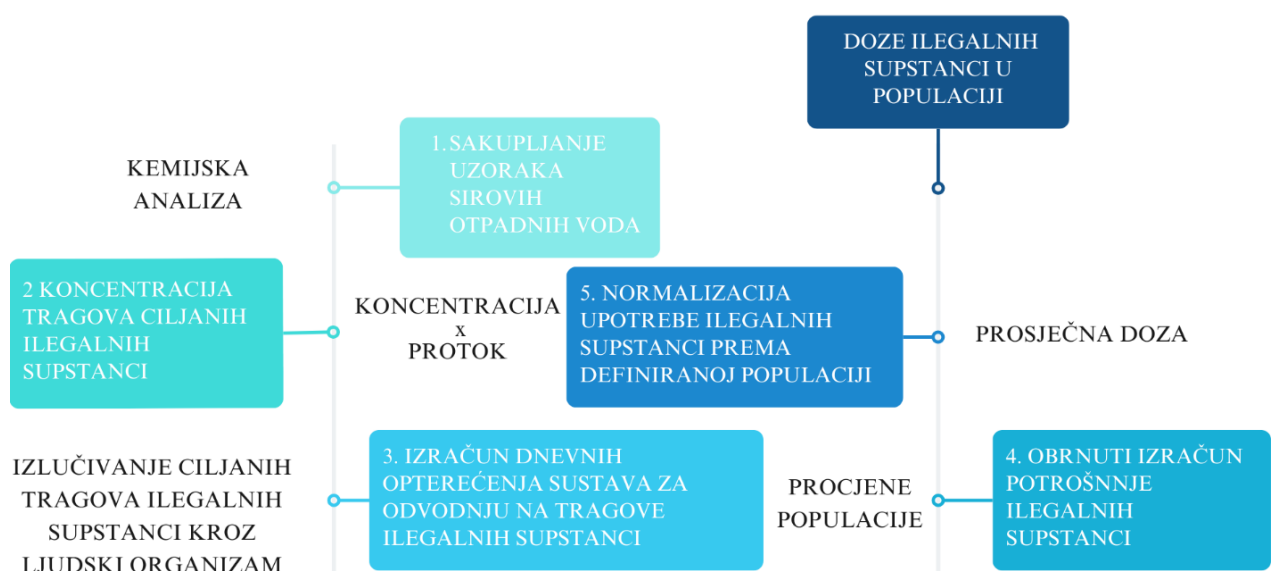 DOZE ILEGALNIH
SUPSTANCI U
POPULACIJI
KEMIJSKA
ANALIZA
1. SAKUPLJANJE
UZORAKA
SIROVIH
OTPADNIH VODA
2 KONCENTRACIJA
TRAGOVA CILJANIH
ILEGALNIH
SUPSTANCI
KONCENTRACIJA
x
PROTOK
5. NORMALIZACIJA
UPOTREBE ILEGALNIH
SUPSTANCI PREMA
DEFINIRANOJ POPULACIJI
PROSJEČNA DOZA
IZLUČIVANJE CILJANIH
TRAGOVA ILEGALNIH
SUPSTANCI KROZ
LJUDSKI ORGANIZAM
3. IZRAČUN DNEVNIH
OPTEREĆENJA SUSTAVA ZA
ODVODNJU NA TRAGOVE
ILEGALNIH SUPSTANCI
PROCJENE
POPULACIJE
4. OBRNUTI IZRAČUN
POTROŠNNJE
ILEGALNIH
SUPSTANCI